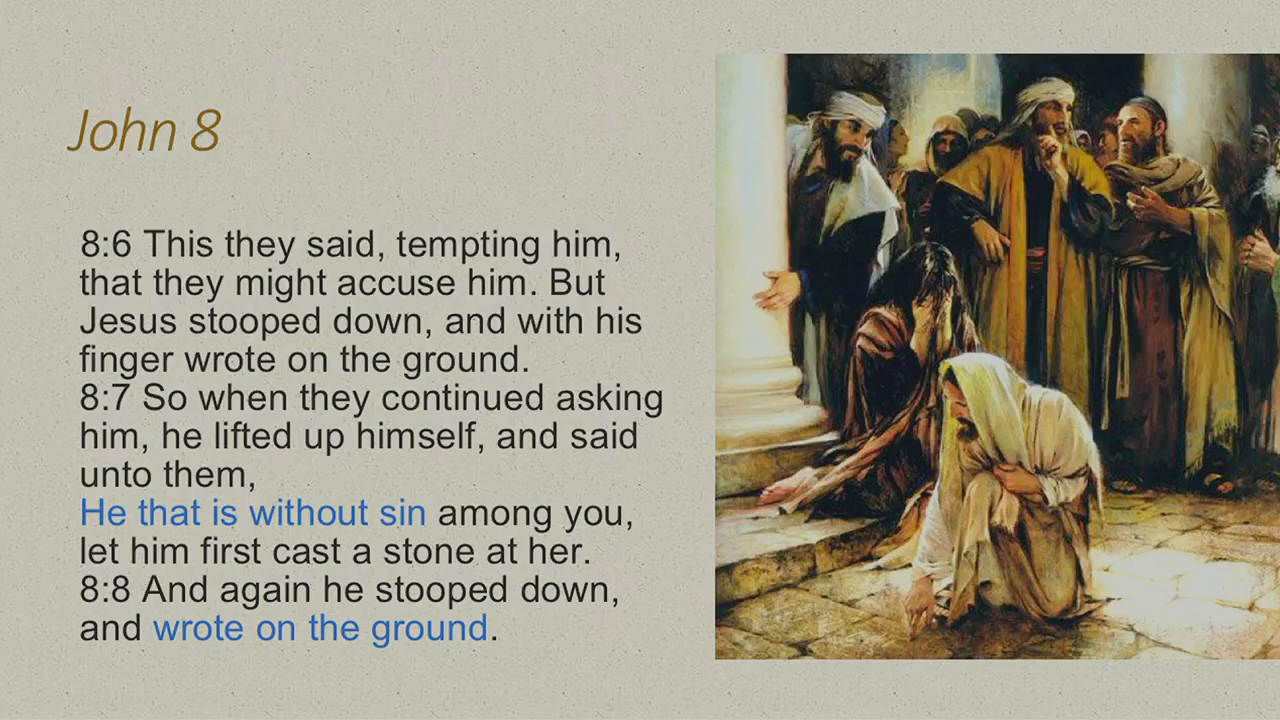 John 8
8:6 This they said, tempting him,
that they might accuse him. But
Jesus stooped down, and with his
finger wrote on the ground.
8:7 So when they continued asking
him, he lifted up himself, and said
unto them,
He that is without sin among you,
let him first cast a stone at her.
8:8 And again he stooped down,
and wrote on the ground.